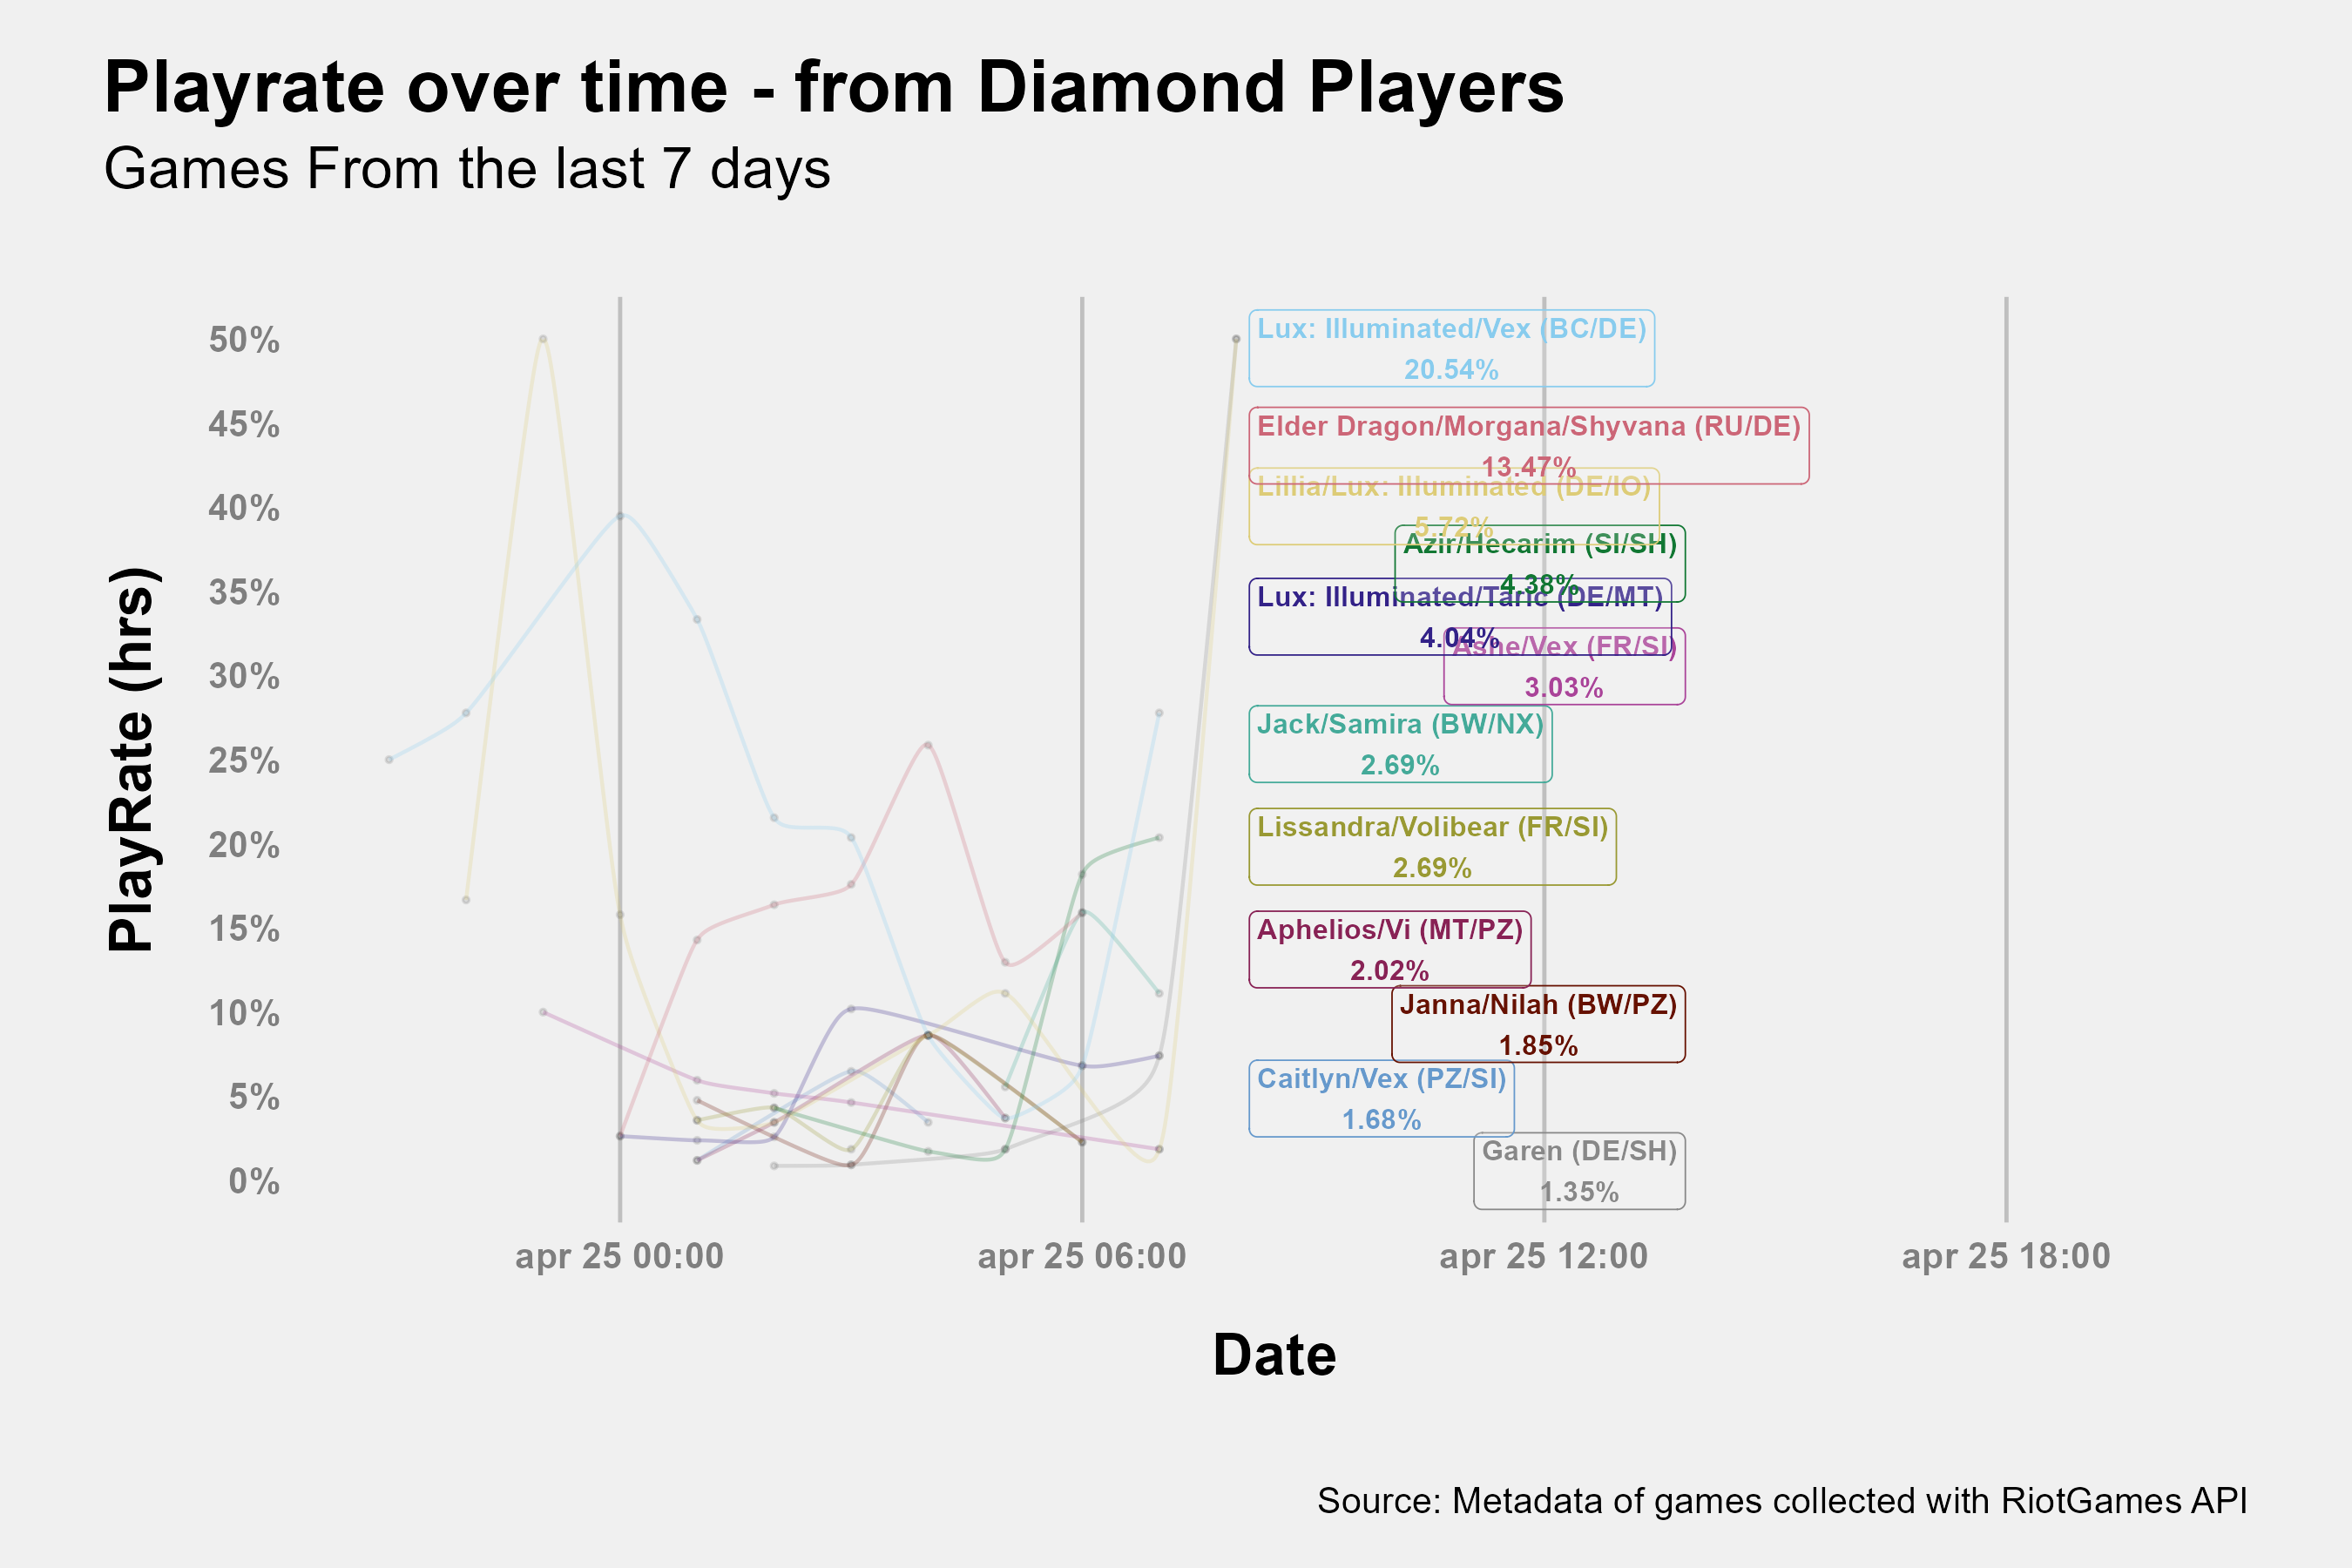 Playrate over time - from Diamond Players
Games From the last 7 days
PlayRate (hrs)
50%
45%
40%
35%
30%
25%
20%
15%
10%
5%
0%
Lux: Illuminated/Vex (BC/DE)
20.54%
Elder Dragon/Morgana/Shyvana (RU/DE)
13.47%
Lillia/Lux: Illuminated (DE/IO)
5.72%
Azir/Hecarim (SI/SH)
4.38%
Lux: Illuminated/Taric (DE/MT)
4.04%
Ashe/Vex (FR/SI)
3.03%
Jack/Samira (BW/NX)
2.69%
Lissandra/Volibear (FR/SI)
2.69%
Aphelios/Vi (MT/PZ)
2.02%
Janna/Nilah (BW/PZ)
1.85%
Caitlyn/Vex (PZ/SI)
1.68%
Garen (DE/SH)
1.35%
apr 25 00:00
apr 25 06:00
apr 25 12:00
apr 25 18:00
Date
Source: Metadata of games collected with RiotGames API